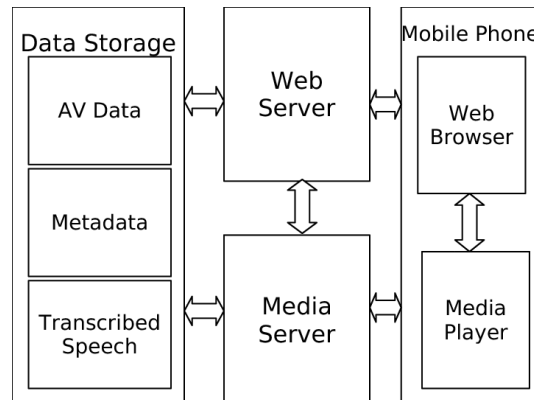 Data Storage
AV Data
Metadata
Transcribed
Speech
Web
Server
Media
Server
Mobile Phone
Web
Browser
Media
Player